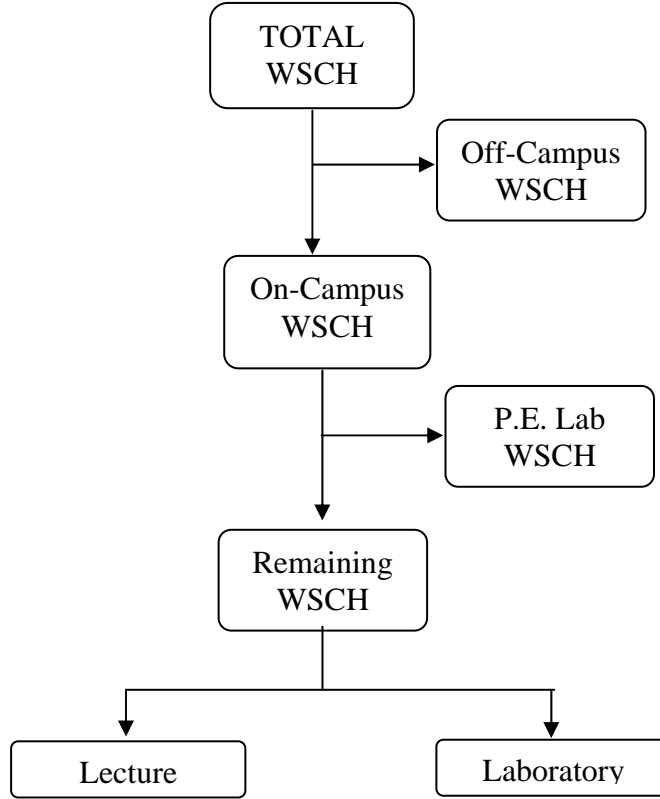 TOTAL
WSCH
Off-Campus
WSCH
On-Campus
WSCH
P.E. Lab
WSCH
Remaining
WSCH
Lecture
Laboratory